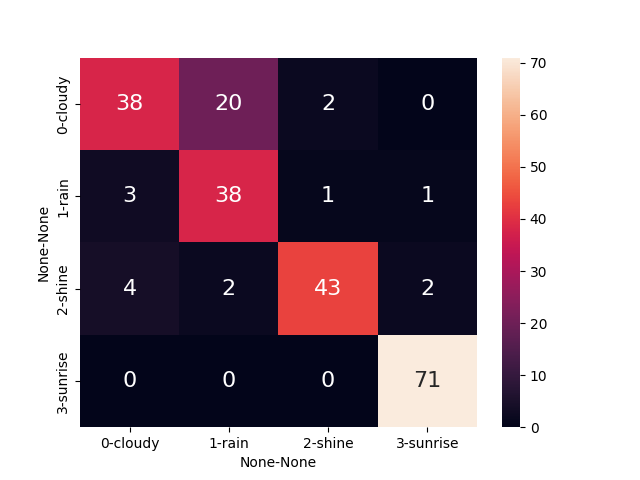 0-cloudy 38 20 2 0
1-rain 3 38 1 1
2-shine 4 2 43 2
3-sunrise 0 0 0 71
None-None
0-cloudy 1-rain 2-shine 3-sunrise
None-None
70
60
50
40
30
20
10
0